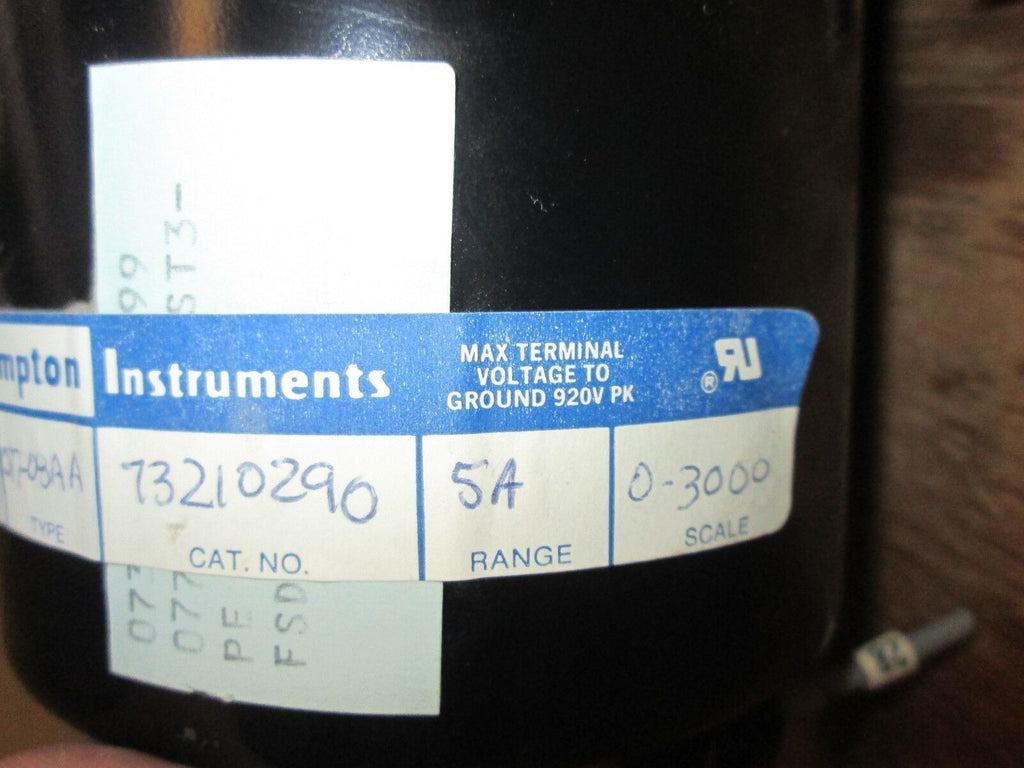 99
ST3-
mpton Instruments
MAX TERMINAL
VOLTAGE TO
GROUND 920V PK
®
73210290
5A
0-3000
TYPE
CAT. NO.
RANGE
SCALE
077
PE
FSD